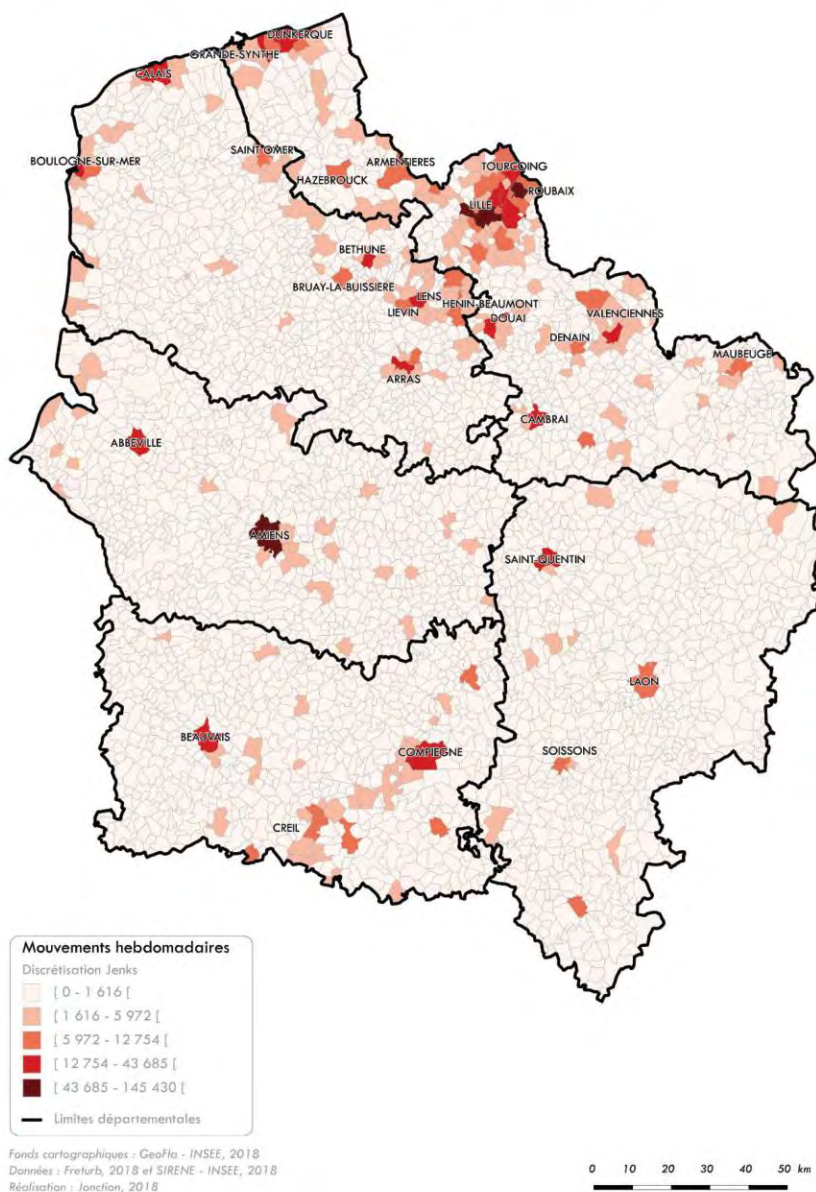 DUNKERQUE
GRANDE-SYNTHE
CALAIS
SAINT OMER
BOULOGNE-SUR-MER
HAZEBROUCK
ARMENTIERES
TOURCOING
ROUBAIX
LILLE
BETHUNE
BRUAY-LA-BUISSIERE
LENS
LIEVIN
HENIN-BEAUMONT
DOUAI
VALENCIENNES
DENAIN
MAUBEUGE
ARRAS
CAMBRAI
ABBEVILLE
AMIENS
SAINT-QUENTIN
LAON
BEAUVAIS
COMPIEGNE
SOISSONS
CREIL
Mouvements hebdomadaires
Discrétisation Jenks
[ 0 - 1 616 [
[ 1 616 - 5 972 [
[ 5 972 - 12 754 [
[ 12 754 - 43 685 [
[ 43 685 - 145 430 [
Limites départementales
Fonds cartographiques : GeoFla - INSEE, 2018
Données : Freturb, 2018 et SIRENE - INSEE, 2018
Réalisation : Jonction, 2018
0 10 20 30 40 50 km